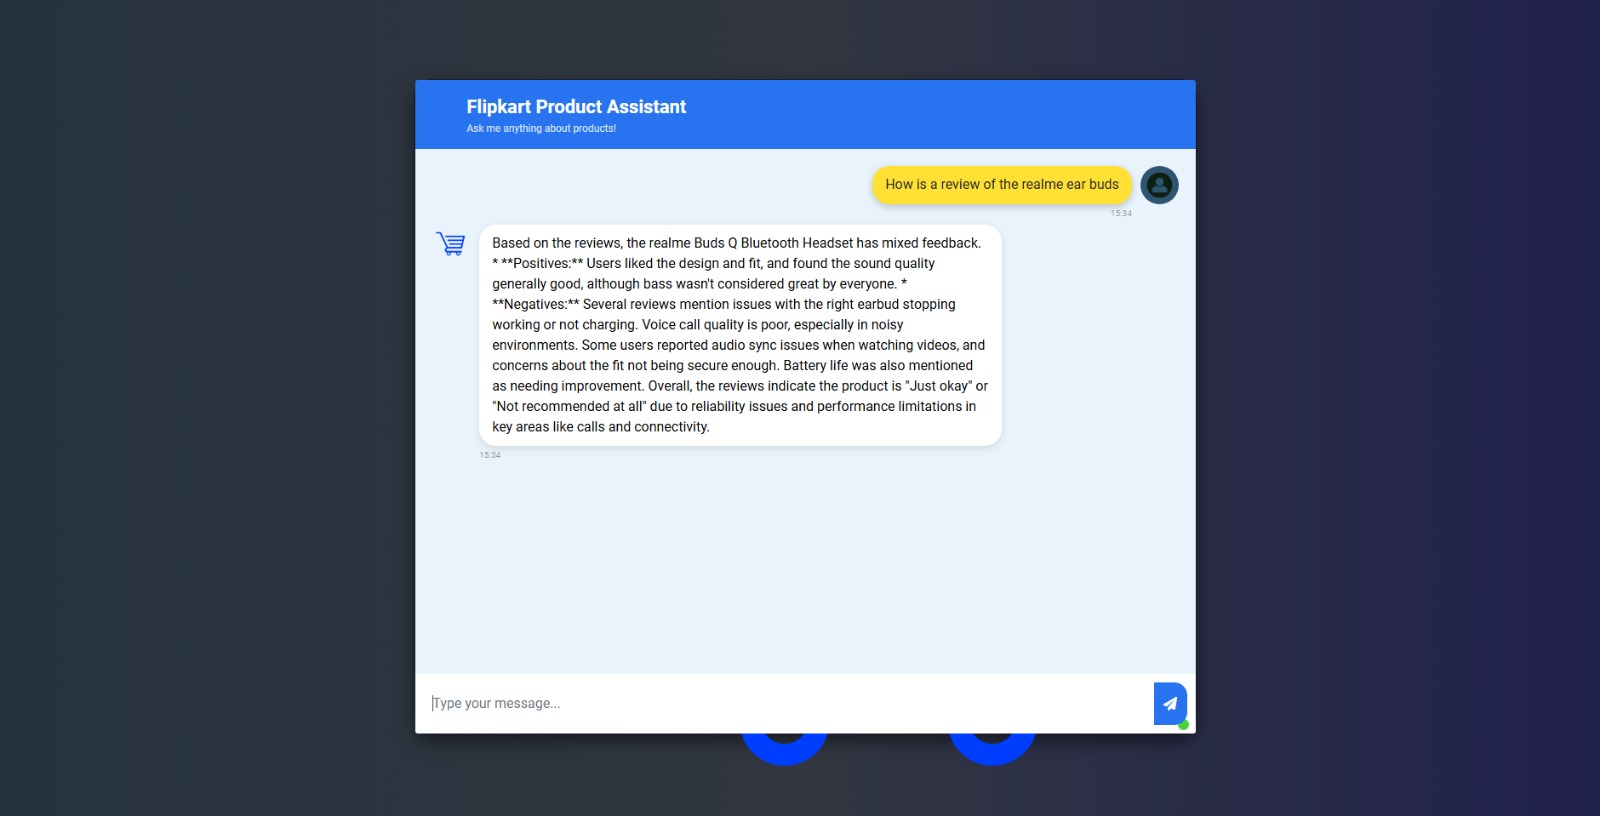 Flipkart Product Assistant
Ask me anything about products!
How is a review of the realme ear buds
15:34
Based on the reviews, the realme Buds Q Bluetooth Headset has mixed feedback.
* **Positives:** Users liked the design and fit, and found the sound quality
generally good, although bass wasn't considered great by everyone. *
**Negatives:** Several reviews mention issues with the right earbud stopping
working or not charging. Voice call quality is poor, especially in noisy
environments. Some users reported audio sync issues when watching videos, and
concerns about the fit not being secure enough. Battery life was also mentioned
as needing improvement. Overall, the reviews indicate the product is "Just okay" or
"Not recommended at all" due to reliability issues and performance limitations in
key areas like calls and connectivity.
15:34
Type your message...